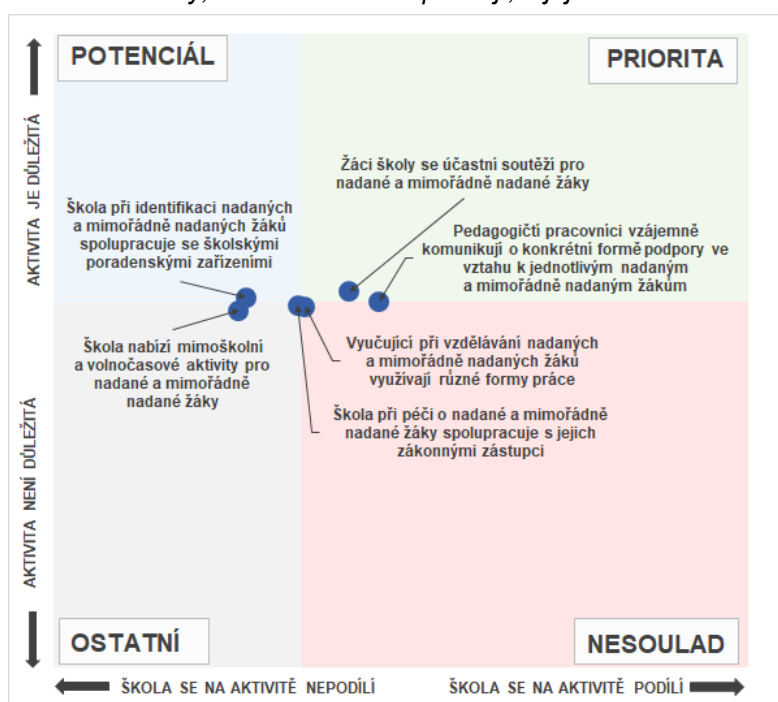 POTENCIÁL
PRIORITA
AKTIVITA JE DŮLEŽITÁ
Žáci školy se účastní soutěží pro
nadané a mimořádně nadané žáky
Škola při identifikaci nadaných
a mimořádně nadaných žáků
spolupracuje se školskými
poradenskými zařízeními
Pedagogičtí pracovníci vzájemně
komunikují o konkrétní formě podpory ve
vztahu k jednotlivým nadaným
a mimořádně nadaným žákům
Škola nabízí mimoškolní
a volnočasové aktivity pro
nadané a mimořádně
nadané žáky
Vyučující při vzdělávání nadaných
a mimořádně nadaných žáků
využívají různé formy práce
Škola při péči o nadané a mimořádně
nadané žáky spolupracuje s jejich
zákonnými zástupci
AKTIVITA NENÍ DŮLEŽITÁ
OSTATNÍ
NESOULAD
ŠKOLA SE NA AKTIVITĚ NEPODÍLÍ
ŠKOLA SE NA AKTIVITĚ PODÍLÍ